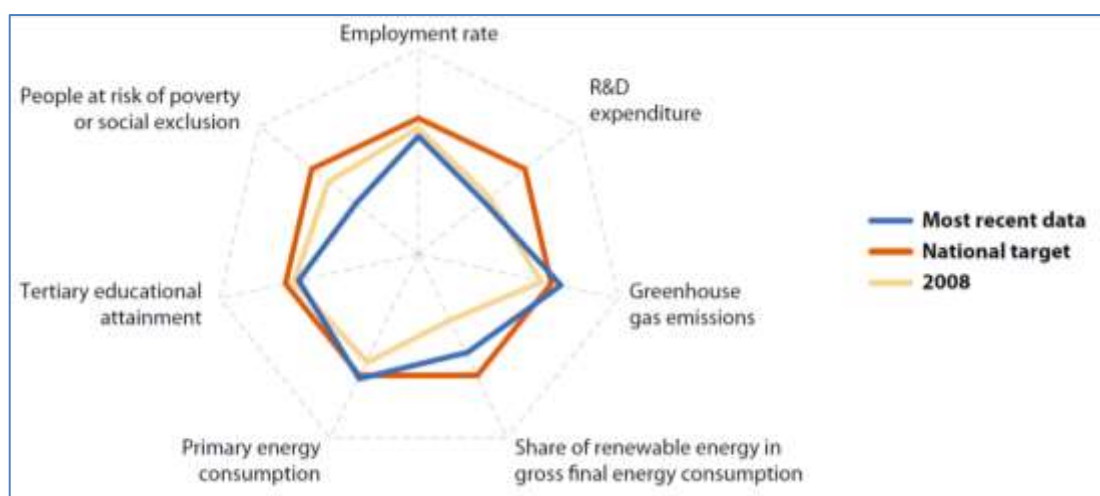 Employment rate
R&D
expenditure
People at risk of poverty
or social exclusion
Most recent data
National target
2008
Tertiary educational
attainment
Greenhouse
gas emissions
Primary energy
consumption
Share of renewable energy in
gross final energy consumption